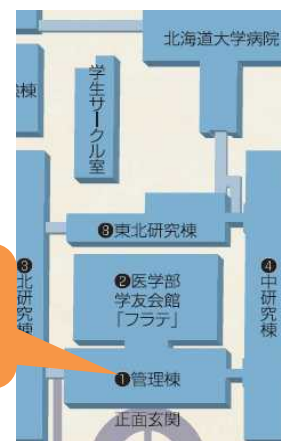 北海道大学病院
学生サークル室
棟
❽東北研究棟
❸北研究棟
❷医学部
学友会館
「フラテ」
❹中研究棟
❶管理棟
正面玄関